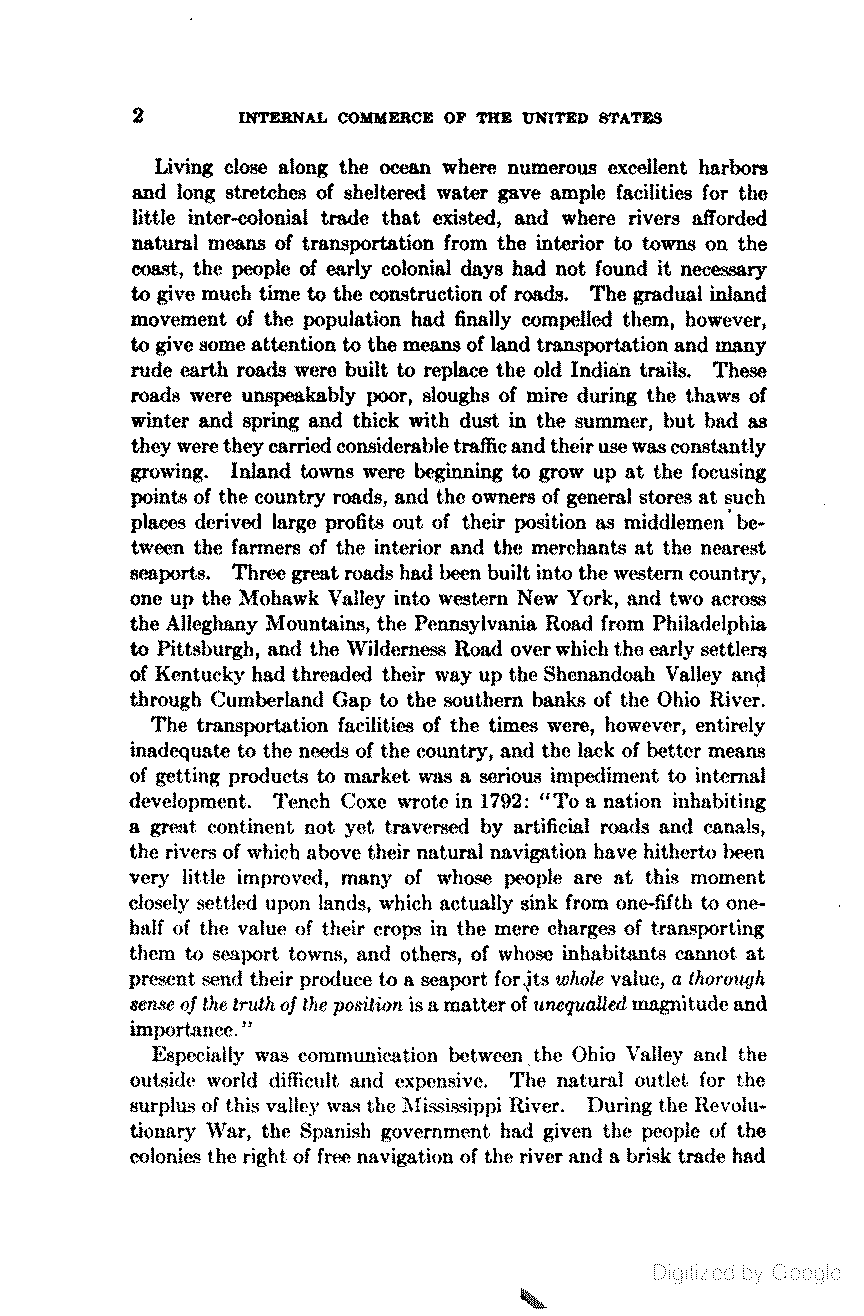 2 INTERNAL COMMERCE OF THE UNITED STATES
Living close along the ocean where numerous excellent harbors
and long stretches of sheltered water gave ample facilities for the
little inter-colonial trade that existed, and where rivers afforded
natural means of transportation from the interior to towns on the
coast, the people of early colonial days had not found it necessary
to give much time to the construction of roads. The gradual inland
movement of the population had finally compelled them, however,
to give some attention to the means of land transportation and many
rude earth roads were built to replace the old Indian trails. These
roads were unspeakably poor, sloughs of mire during the thaws of
winter and spring and thick with dust in the summer, but bad as
they were they carried considerable traffic and their use was constantly
growing. Inland towns were beginning to grow up at the focusing
points of the country roads, and the owners of general stores at such
places derived large profits out of their position as middlemen be-
tween the farmers of the interior and the merchants at the nearest
seaports. Three great roads had been built into the western country,
one up the Mohawk Valley into western New York, and two across
the Alleghany Mountains, the Pennsylvania Road from Philadelphia
to Pittsburgh, and the Wilderness Road over which the early settlers
of Kentucky had threaded their way up the Shenandoah Valley and
through Cumberland Gap to the southern banks of the Ohio River.
The transportation facilities of the times were, however, entirely
inadequate to the needs of the country, and the lack of better means
of getting products to market was a serious impediment to internal
development. Tench Coxe wrote in 1792: "To a nation inhabiting
a great continent not yet traversed by artificial roads and canals,
the rivers of which above their natural navigation have hitherto been
very little improved, many of whose people are at this moment
closely settled upon lands, which actually sink from one-fifth to one-
half of the value of their crops in the mere charges of transporting
them to seaport towns, and others, of whose inhabitants cannot at
present send their produce to a seaport for its whole value, a thorough
sense of the truth of the position is a matter of unequalled magnitude and
importance."
Especially was communication between the Ohio Valley and the
outside world difficult and expensive. The natural outlet for the
surplus of this valley was the Mississippi River. During the Revolu-
tionary War, the Spanish government had given the people of the
colonies the right of free navigation of the river and a brisk trade had
Digitized by Google